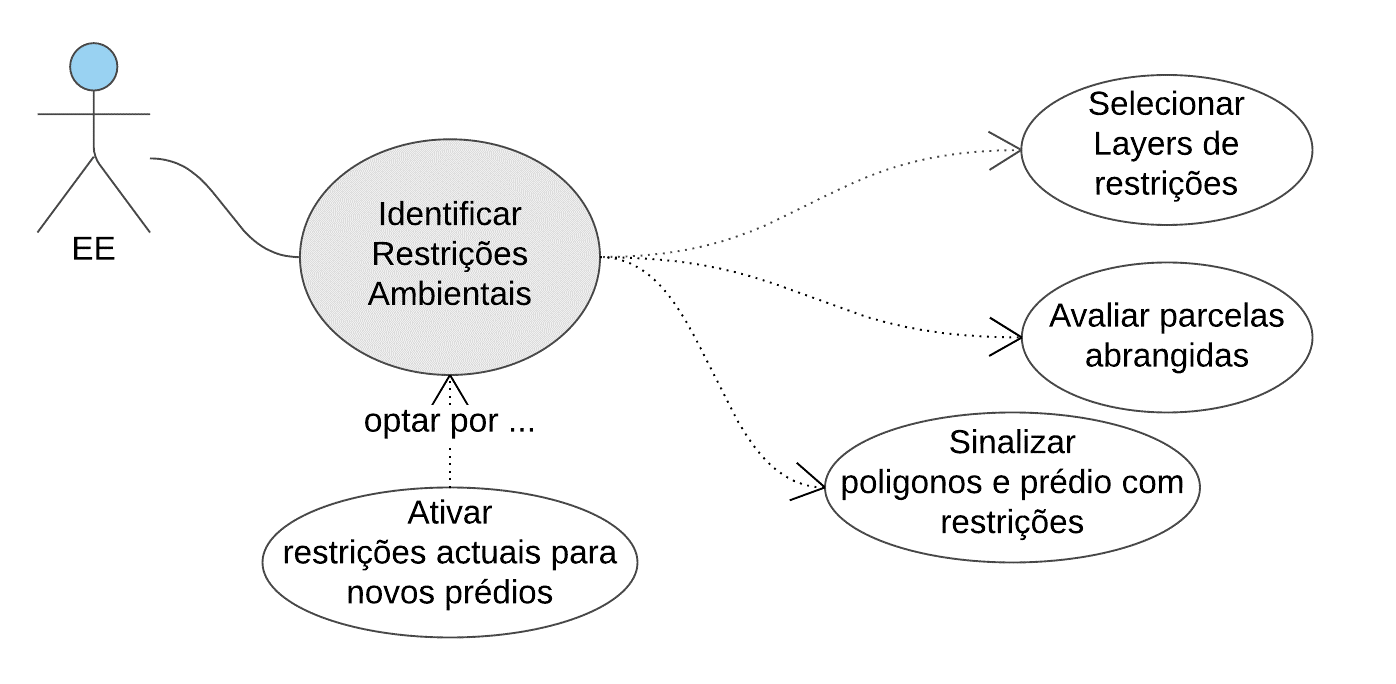 EE
Identificar
Restrições
Ambientais
Selecionar
Layers de
restrições
Avaliar parcelas
abrangidas
Sinalizar
poligonos e prédio com
restrições
optar por ...
Ativar
restrições actuais para
novos prédios